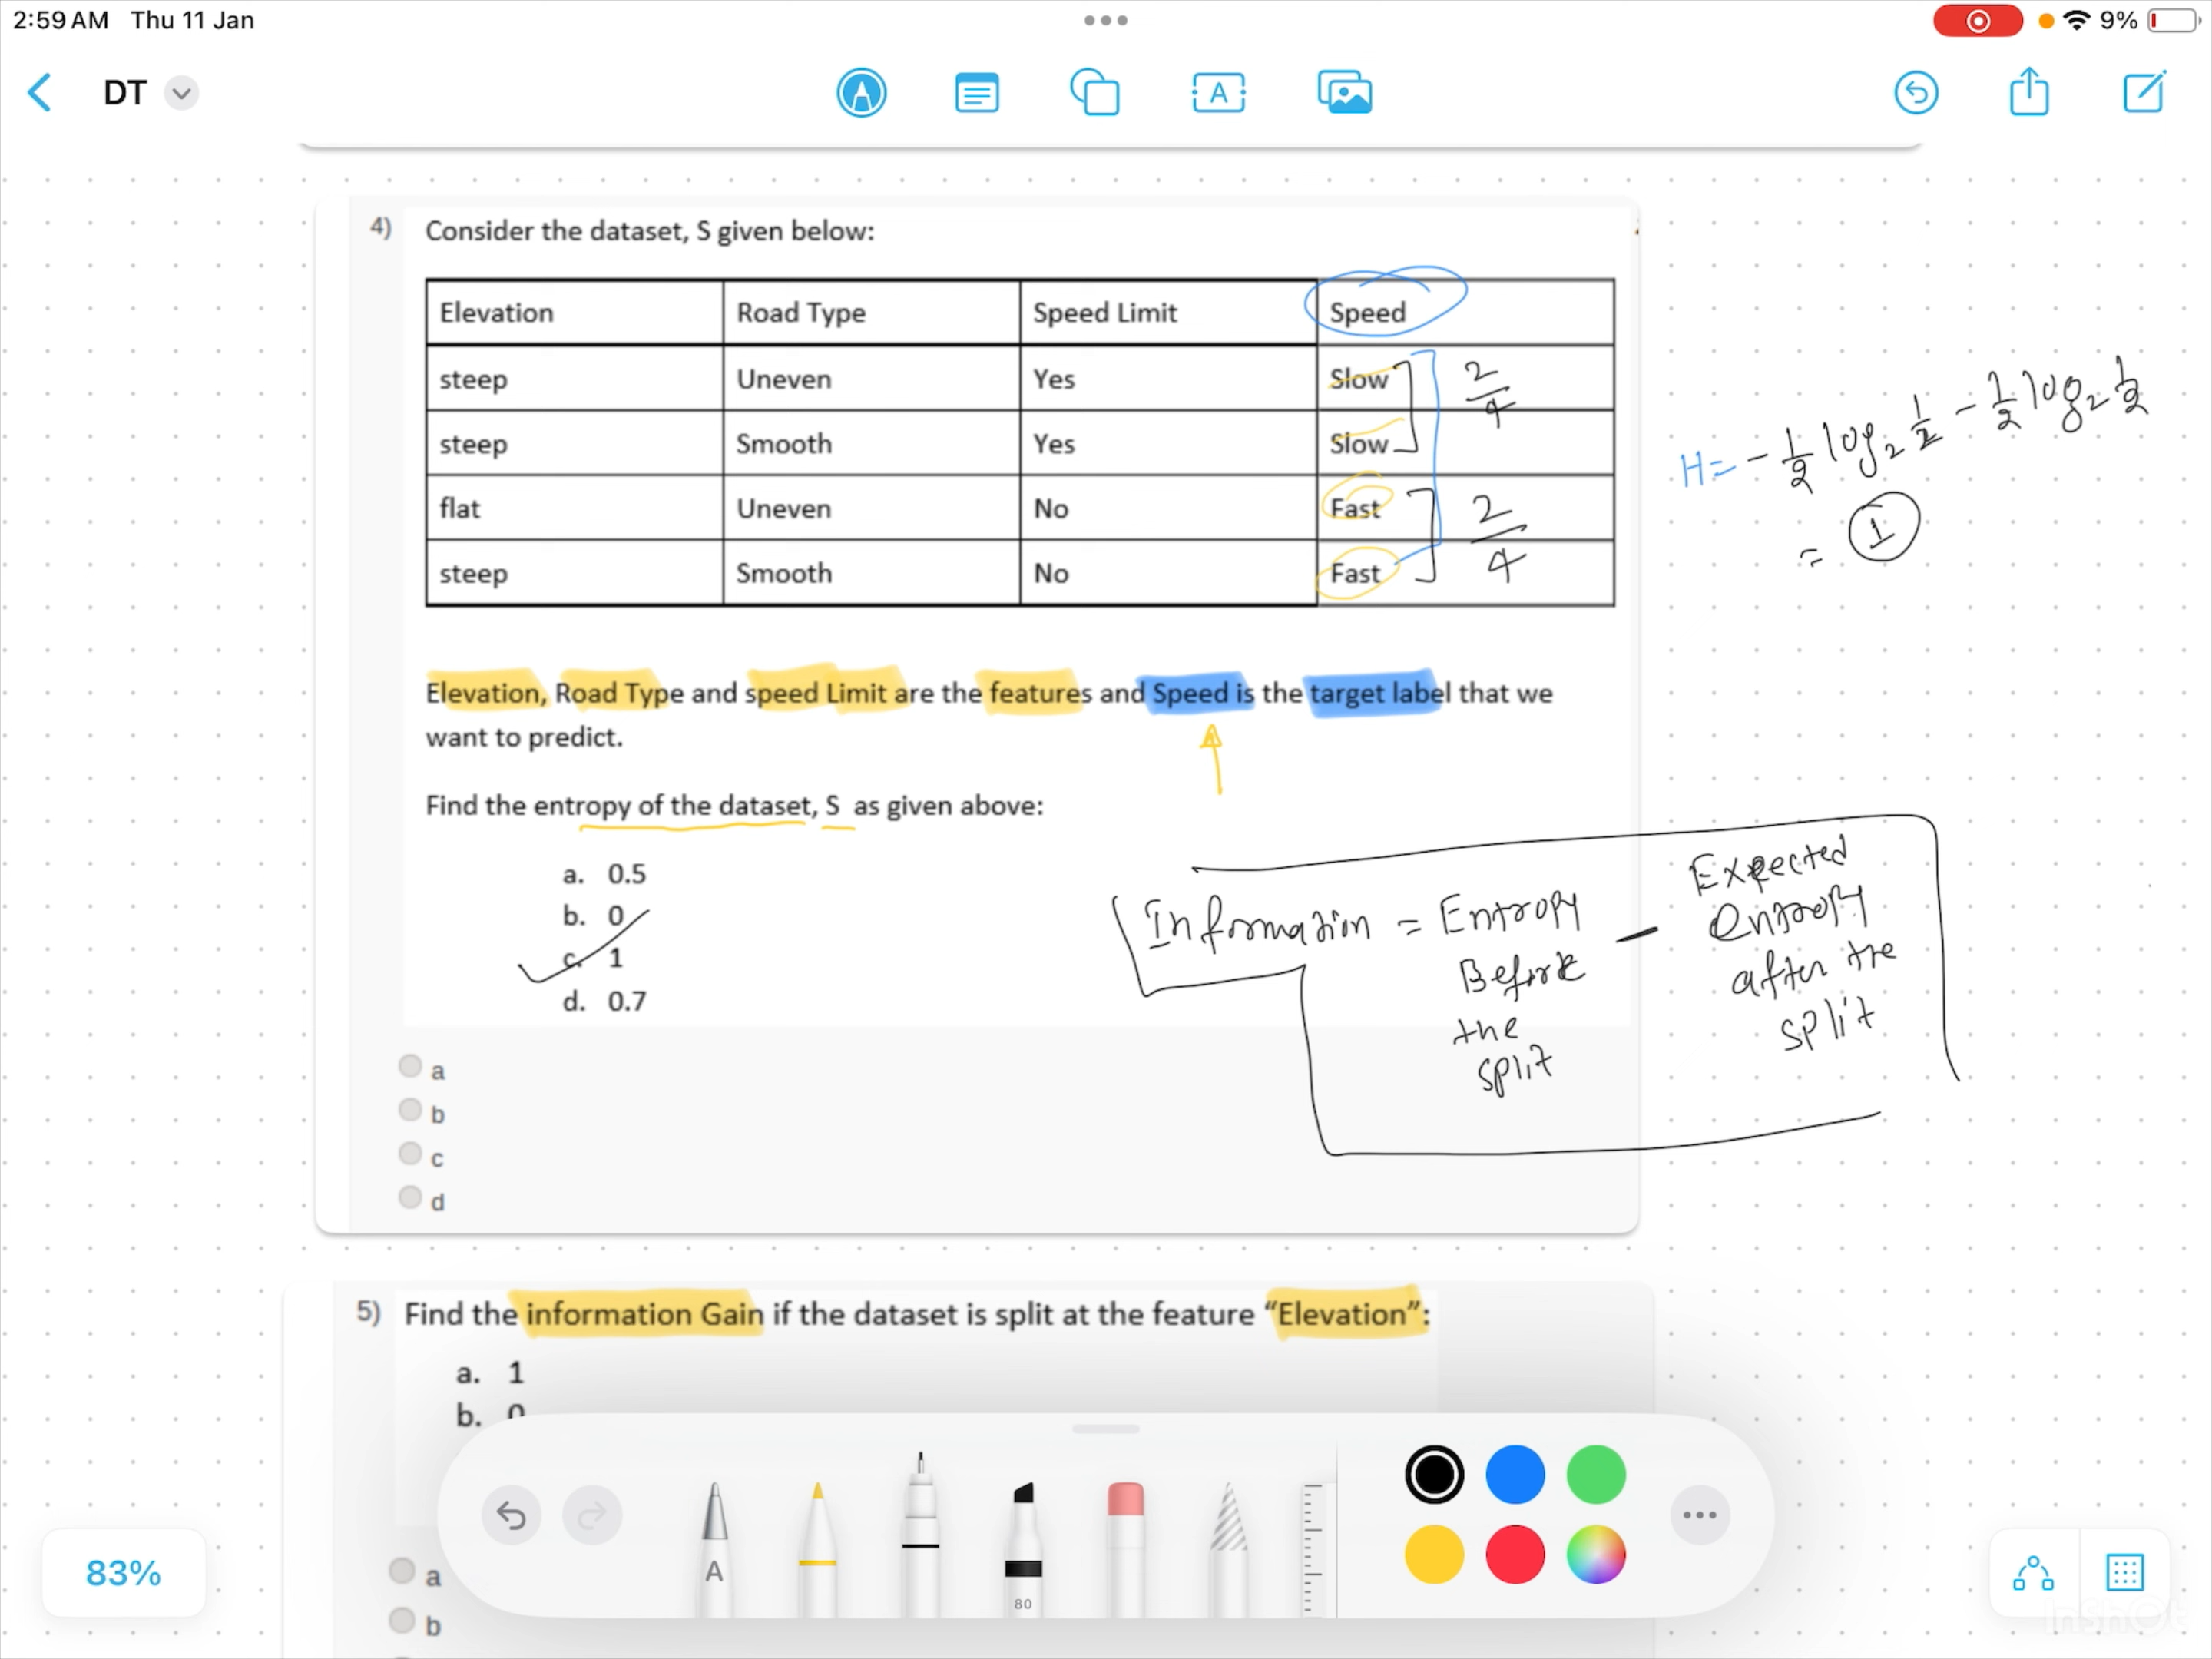 2:59 AM Thu 11 Jan
9%
DT
4) Consider the dataset, S given below:
Elevation Road Type Speed Limit Speed
steep Uneven Yes Slow
2/4
steep Smooth Yes Slow
flat Uneven No Fast
2/4
steep Smooth No Fast
H = - 1/2 log2 1/2 - 1/2 log2 1/2
= 1
Elevation, Road Type and speed Limit are the features and Speed is the target label that we
want to predict.
Find the entropy of the dataset, S as given above:
a. 0.5
b. 0
c. 1
d. 0.7
Information = Entropy
Before
the
split
-
Expected
entropy
after the
split
a
b
c
d
5) Find the information Gain if the dataset is split at the feature “Elevation”:
a. 1
b. 0
a
b
A
80
83%